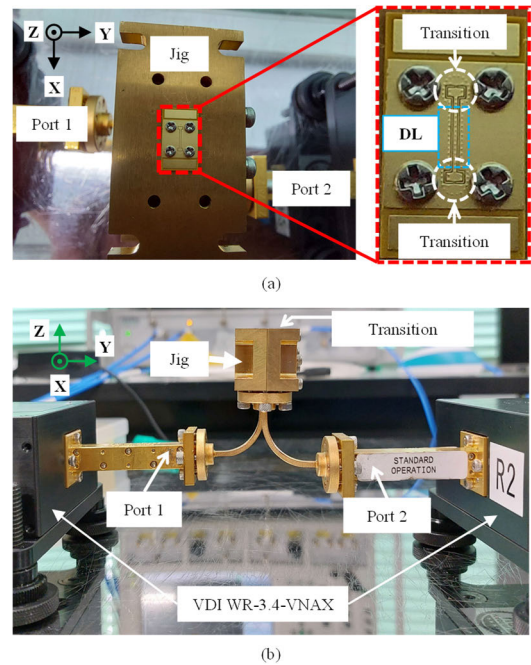 Z
Y
X
Jig
Port 1
Port 2
Transition
DL
Transition
(a)
Z
Y
X
Transition
Jig
Port 1
Port 2
STANDARD
OPERATION
R2
VDI WR-3.4-VNAX
(b)